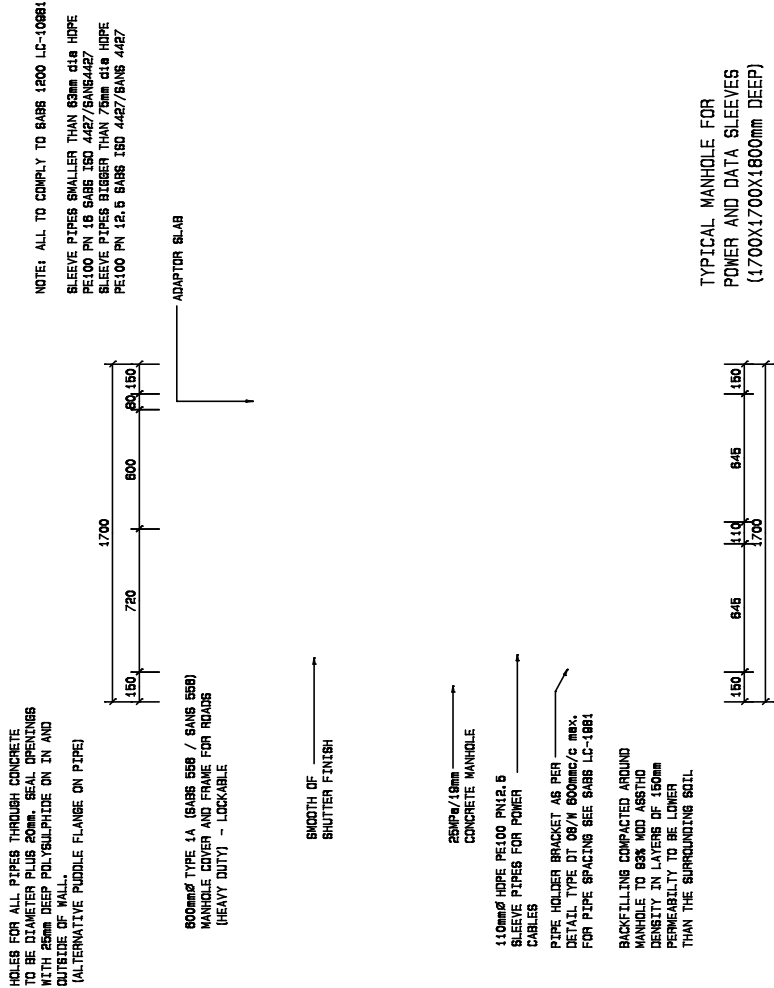 NOTE: ALL TO COMPLY TO SABS 1200 LC-10981
SLEEVE PIPES SMALLER THAN 63mm dia HDPE
PE100 PN 16 SABS ISO 4427/SANS4427
SLEEVE PIPES BIGGER THAN 75mm dia HDPE
PE100 PN 12.5 SABS ISO 4427/SANS 4427
ADAPTOR SLAB
1700
150
720
600
80
150
HOLES FOR ALL PIPES THROUGH CONCRETE
TO BE DIAMETER PLUS 20mm. SEAL OPENINGS
WITH 25mm DEEP POLYSULPHIDE ON IN AND
OUTSIDE OF WALL.
(ALTERNATIVE PUDDLE FLANGE ON PIPE)
600mmØ TYPE 1A (SABS 558 / SANS 558)
MANHOLE COVER AND FRAME FOR ROADS
(HEAVY DUTY) - LOCKABLE
SMOOTH OF
SHUTTER FINISH
25MPa/19mm
CONCRETE MANHOLE
110mmØ HDPE PE100 PN12.5
SLEEVE PIPES FOR POWER
CABLES
PIPE HOLDER BRACKET AS PER
DETAIL TYPE DT 08/M 600mmc/c max.
FOR PIPE SPACING SEE SABS LC-1981
BACKFILLING COMPACTED AROUND
MANHOLE TO 93% MOD ASSTHO
DENSITY IN LAYERS OF 150mm
PERMEABILTY TO BE LOWER
THAN THE SURROUNDING SOIL
150
645
110
645
150
1700
TYPICAL MANHOLE FOR
POWER AND DATA SLEEVES
(1700X1700X1800mm DEEP)